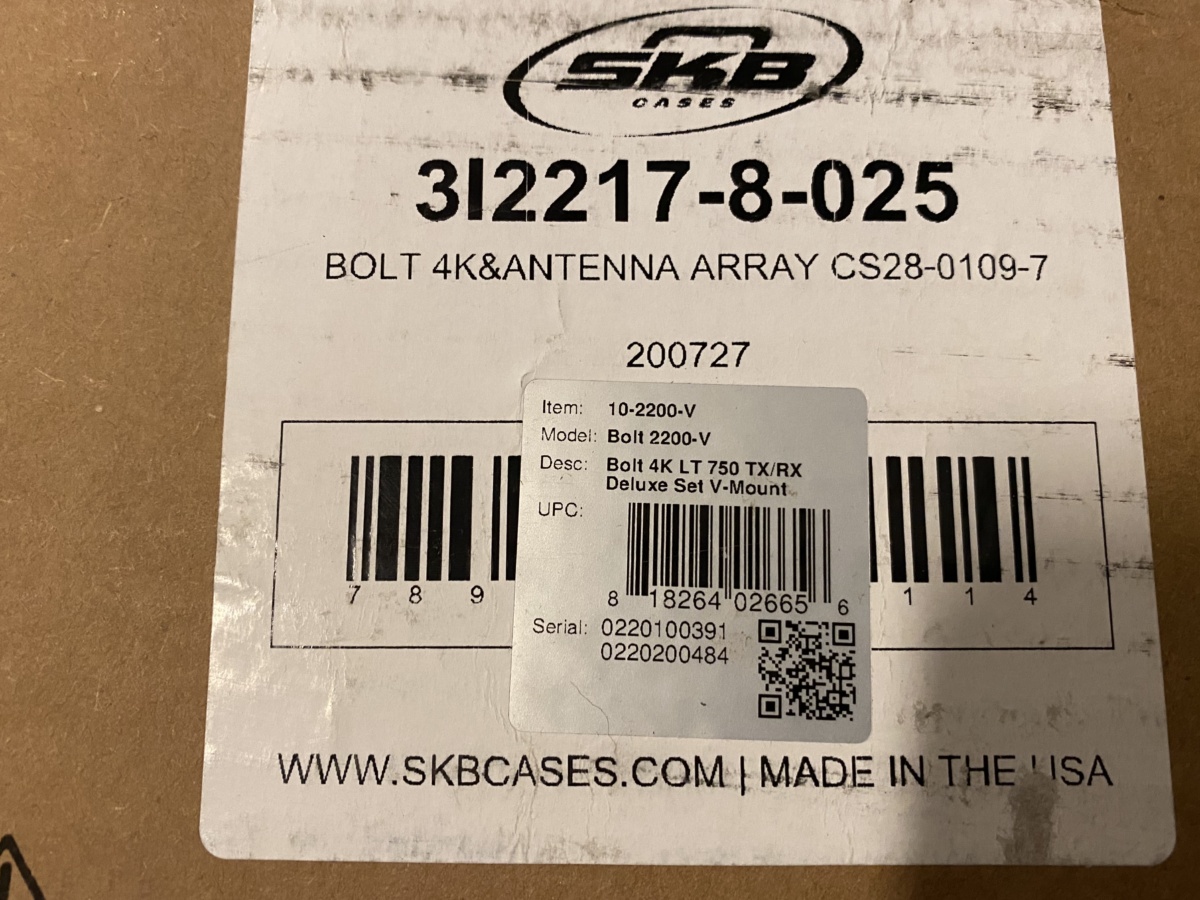 SKB
CASES
3I2217-8-025
BOLT 4K&ANTENNA ARRAY CS28-0109-7
200727
Item: 10-2200-V
Model: Bolt 2200-V
Desc: Bolt 4K LT 750 TX/RX
Deluxe Set V-Mount
UPC:
8 18264 02665 6
7 8 9
1 1 4
Serial: 0220100391
0220200484
WWW.SKBCASES.COM | MADE IN THE USA